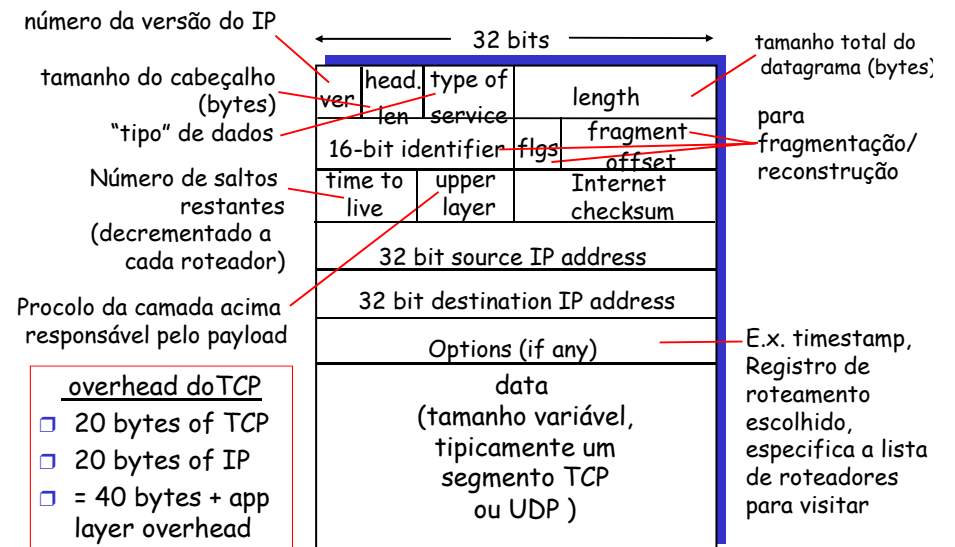 número da versão do IP
32 bits
tamanho total do
datagrama (bytes)
tamanho do cabeçalho
(bytes)
"tipo" de dados
ver
head.
len
type of
service
length
para
fragmentação/
reconstrução
16-bit identifier
flgs
fragment
offset
Número de saltos
restantes
(decrementado a
cada roteador)
time to
live
upper
layer
Internet
checksum
32 bit source IP address
Procolo da camada acima
responsável pelo payload
32 bit destination IP address
Options (if any)
E.x. timestamp,
Registro de
roteamento
escolhido,
especifica a lista
de roteadores
para visitar
overhead doTCP
20 bytes of TCP
20 bytes of IP
= 40 bytes + app
layer overhead
data
(tamanho variável,
tipicamente um
segmento TCP
ou UDP )